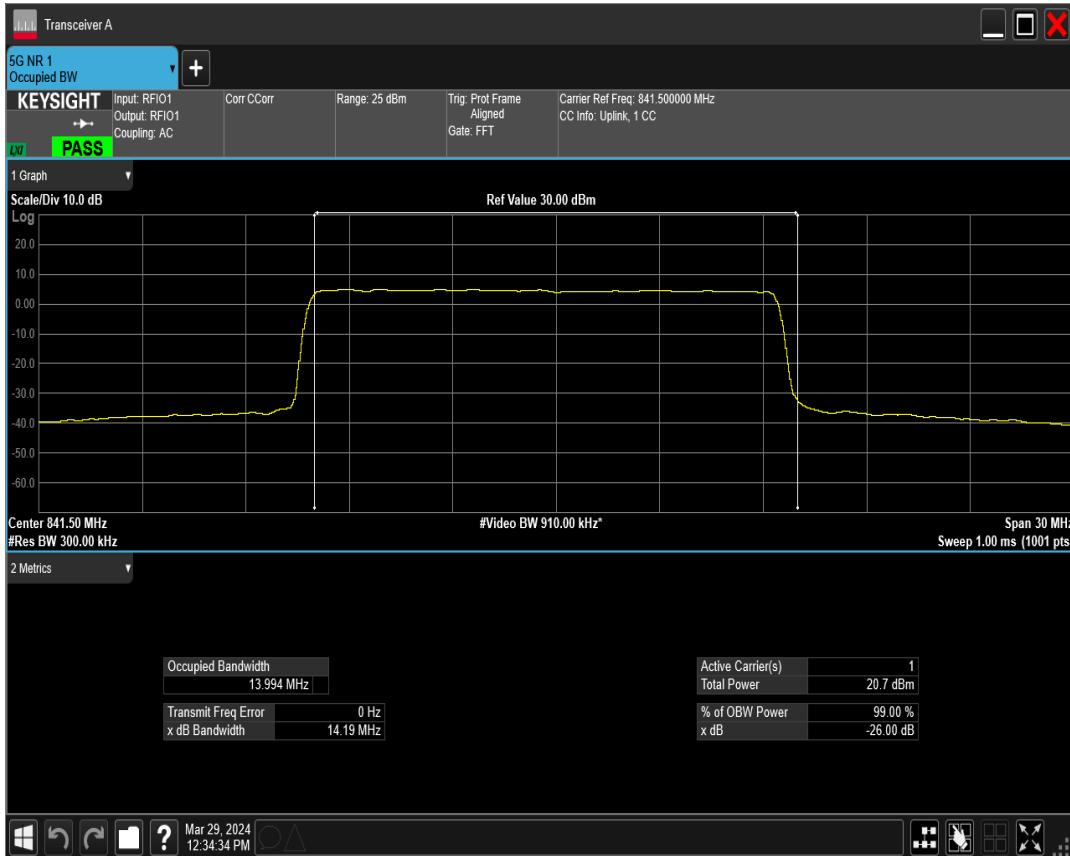 Transceiver A
5G NR 1
Occupied BW
+
KEYSIGHT
LXI
PASS
Input: RFIO1
Output: RFIO1
Coupling: AC
Corr CCorr
Range: 25 dBm
Trig: Prot Frame
Aligned
Gate: FFT
Carrier Ref Freq: 841.500000 MHz
CC Info: Uplink, 1 CC
1 Graph
Scale/Div 10.0 dB
Ref Value 30.00 dBm
Log
20.0
10.0
0.00
-10.0
-20.0
-30.0
-40.0
-50.0
-60.0
Center 841.50 MHz
#Video BW 910.00 kHz*
Span 30 MHz
#Res BW 300.00 kHz
Sweep 1.00 ms (1001 pts
2 Metrics
Occupied Bandwidth
13.994 MHz
Transmit Freq Error 0 Hz
x dB Bandwidth 14.19 MHz
Active Carrier(s) 1
Total Power 20.7 dBm
% of OBW Power 99.00 %
x dB -26.00 dB
?
Mar 29, 2024
12:34:34 PM